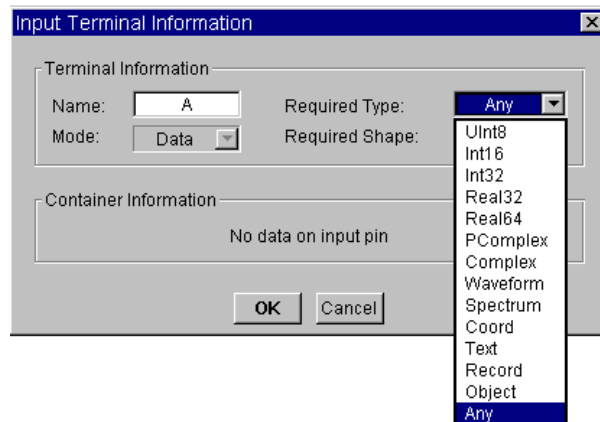 Input Terminal Information
Terminal Information
Name: A Required Type: Any
Mode: Data Required Shape:
UInt8
Int16
Int32
Real32
Real64
PComplex
Complex
Waveform
Spectrum
Coord
Text
Record
Object
Any
Container Information
No data on input pin
OK Cancel